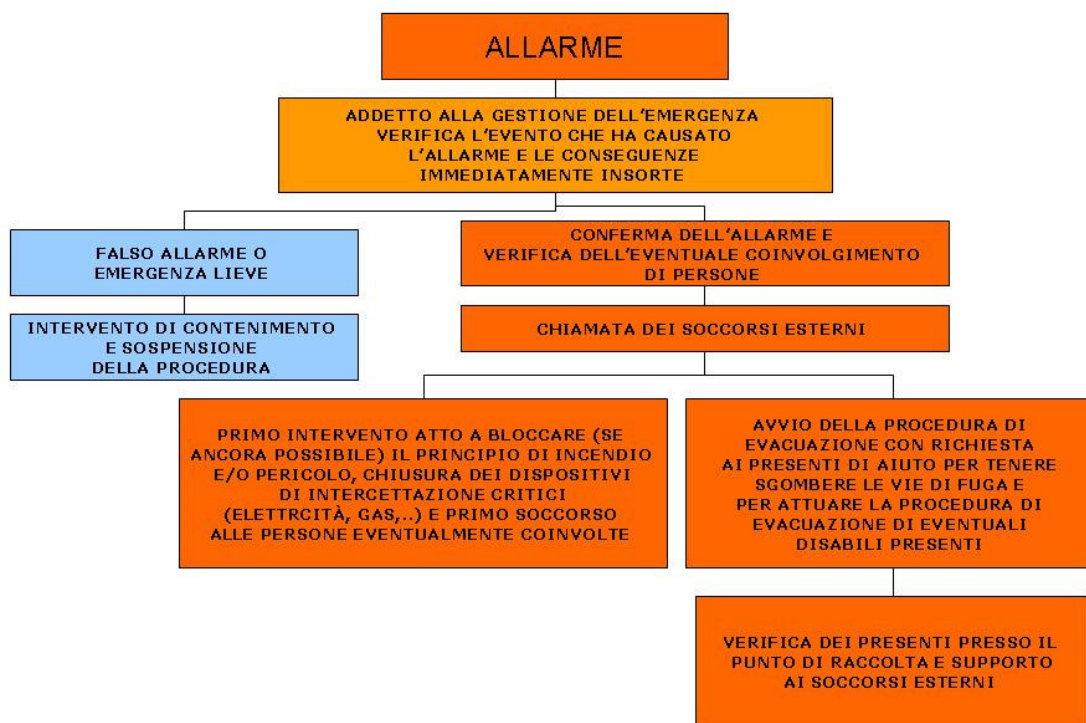 ALLARME
ADDETTO ALLA GESTIONE DELL'EMERGENZA
VERIFICA L'EVENTO CHE HA CAUSATO
L'ALLARME E LE CONSEGUENZE
IMMEDIATAMENTE INSORTE
FALSO ALLARME O
EMERGENZA LIEVE
INTERVENTO DI CONTENIMENTO
E SOSPENSIONE
DELLA PROCEDURA
CONFERMA DELL'ALLARME E
VERIFICA DELL'EVENTUALE COINVOLGIMENTO
DI PERSONE
CHIAMATA DEI SOCCORSI ESTERNI
PRIMO INTERVENTO ATTO A BLOCCARE (SE
ANCORA POSSIBILE) IL PRINCIPIO DI INCENDIO
E/O PERICOLO, CHIUSURA DEI DISPOSITIVI
DI INTERCETTAZIONE CRITICI
(ELETTRCITÀ, GAS,..) E PRIMO SOCCORSO
ALLE PERSONE EVENTUALMENTE COINVOLTE
AVVIO DELLA PROCEDURA DI
EVACUAZIONE CON RICHIESTA
AI PRESENTI DI AIUTO PER TENERE
SGOMBERE LE VIE DI FUGA E
PER ATTUARE LA PROCEDURA DI
EVACUAZIONE DI EVENTUALI
DISABILI PRESENTI
VERIFICA DEI PRESENTI PRESSO IL
PUNTO DI RACCOLTA E SUPPORTO
AI SOCCORSI ESTERNI